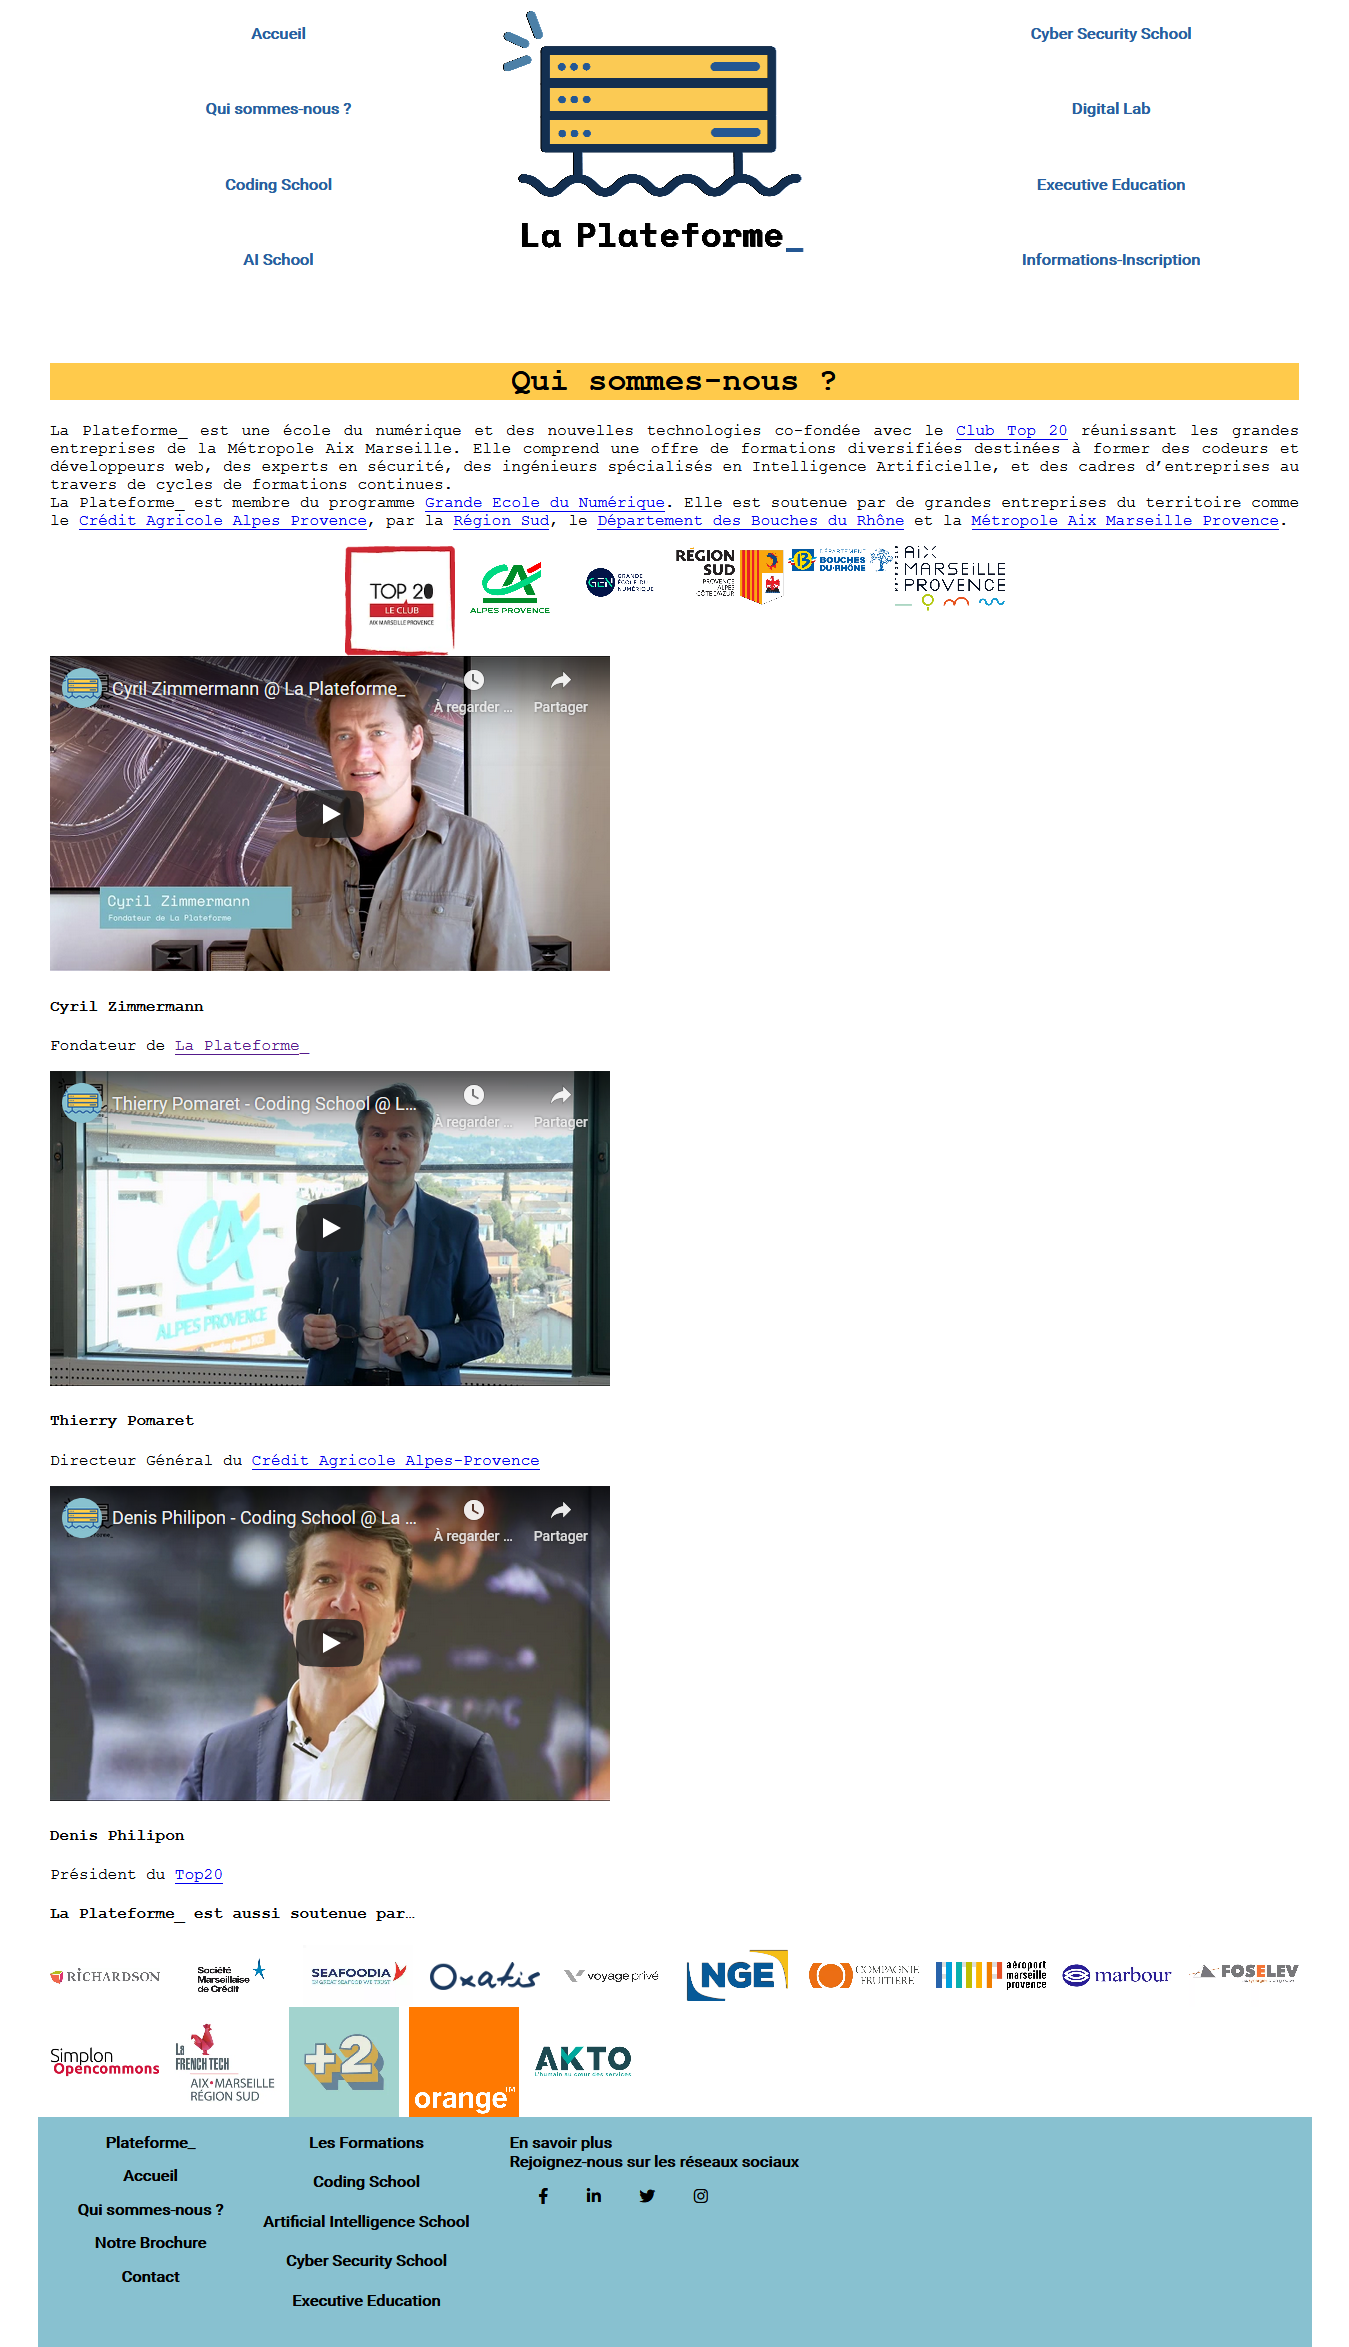 Accueil
Qui sommes-nous ?
Coding School
AI School
La Plateforme_
Cyber Security School
Digital Lab
Executive Education
Informations-Inscription
Qui sommes-nous ?
La Plateforme_ est une école du numérique et des nouvelles technologies co-fondée avec le Club Top 20 réunissant les grandes
entreprises de la Métropole Aix Marseille. Elle comprend une offre de formations diversifiées destinées à former des codeurs et
développeurs web, des experts en sécurité, des ingénieurs spécialisés en Intelligence Artificielle, et des cadres d’entreprises au
travers de cycles de formations continues.
La Plateforme_ est membre du programme Grande Ecole du Numérique. Elle est soutenue par de grandes entreprises du territoire comme
le Crédit Agricole Alpes Provence, par la Région Sud, le Département des Bouches du Rhône et la Métropole Aix Marseille Provence.
TOP 20
LE CLUB
AIX MARSEILLE PROVENCE
CA
ALPES PROVENCE
GEN
GRANDE
ÉCOLE DU
NUMÉRIQUE
RÉGION
SUD
PROVENCE
ALPES
CÔTE D'AZUR
DÉPARTEMENT
BOUCHES
DU·RHÔNE
AIX
MARSEILLE
PROVENCE
Cyril Zimmermann @ La Plateforme_
À regarder ...
Partager
Cyril Zimmermann
Fondateur de La Plateforme
Cyril Zimmermann
Fondateur de La Plateforme_
Thierry Pomaret - Coding School @ L...
À regarder ...
Partager
CA
ALPES PROVENCE
Thierry Pomaret
Directeur Général du Crédit Agricole Alpes-Provence
Denis Philipon - Coding School @ La ...
À regarder ...
Partager
Denis Philipon
Président du Top20
La Plateforme_ est aussi soutenue par…
RICHARDSON
Société
Marseillaise
de Crédit
SEAFOODIA
Oxatis
voyage privé
NGE
COMPAGNIE
FRUITIÈRE
aéroport
marseille
provence
marbour
FOSELEV
Simplon
Opencommons
la
FRENCH TECH
AIX•MARSEILLE
RÉGION SUD
+2
orange™
AKTO
L'humain au cœur des services
Plateforme_
Accueil
Qui sommes-nous ?
Notre Brochure
Contact
Les Formations
Coding School
Artificial Intelligence School
Cyber Security School
Executive Education
En savoir plus
Rejoignez-nous sur les réseaux sociaux